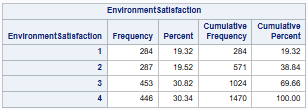 EnvironmentSatisfaction
EnvironmentSatisfaction Frequency Percent Cumulative Frequency Cumulative Percent
1 284 19.32 284 19.32
2 287 19.52 571 38.84
3 453 30.82 1024 69.66
4 446 30.34 1470 100.00